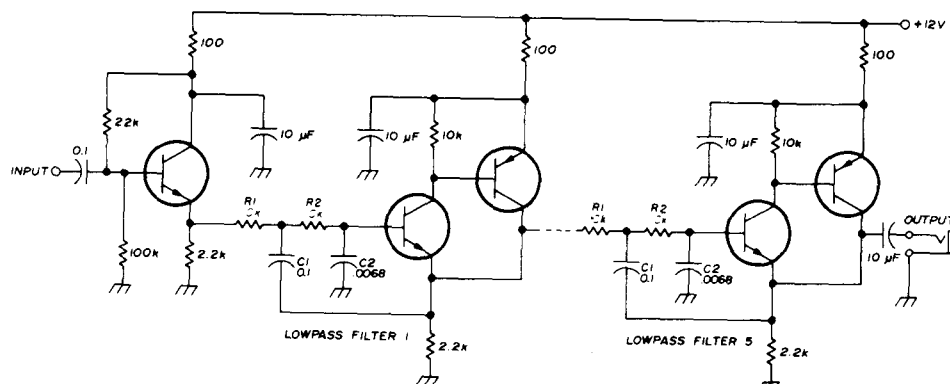 +12V
100
100
100
22k
10 µF
10 µF
10k
10 µF
10k
0.1
INPUT
R1
R2
R1
R2
OUTPUT
100k
2.2k
C1
0.1
C2
.0068
C1
0.1
C2
.0068
10 µF
LOWPASS FILTER 1
2.2k
LOWPASS FILTER 5
2.2k